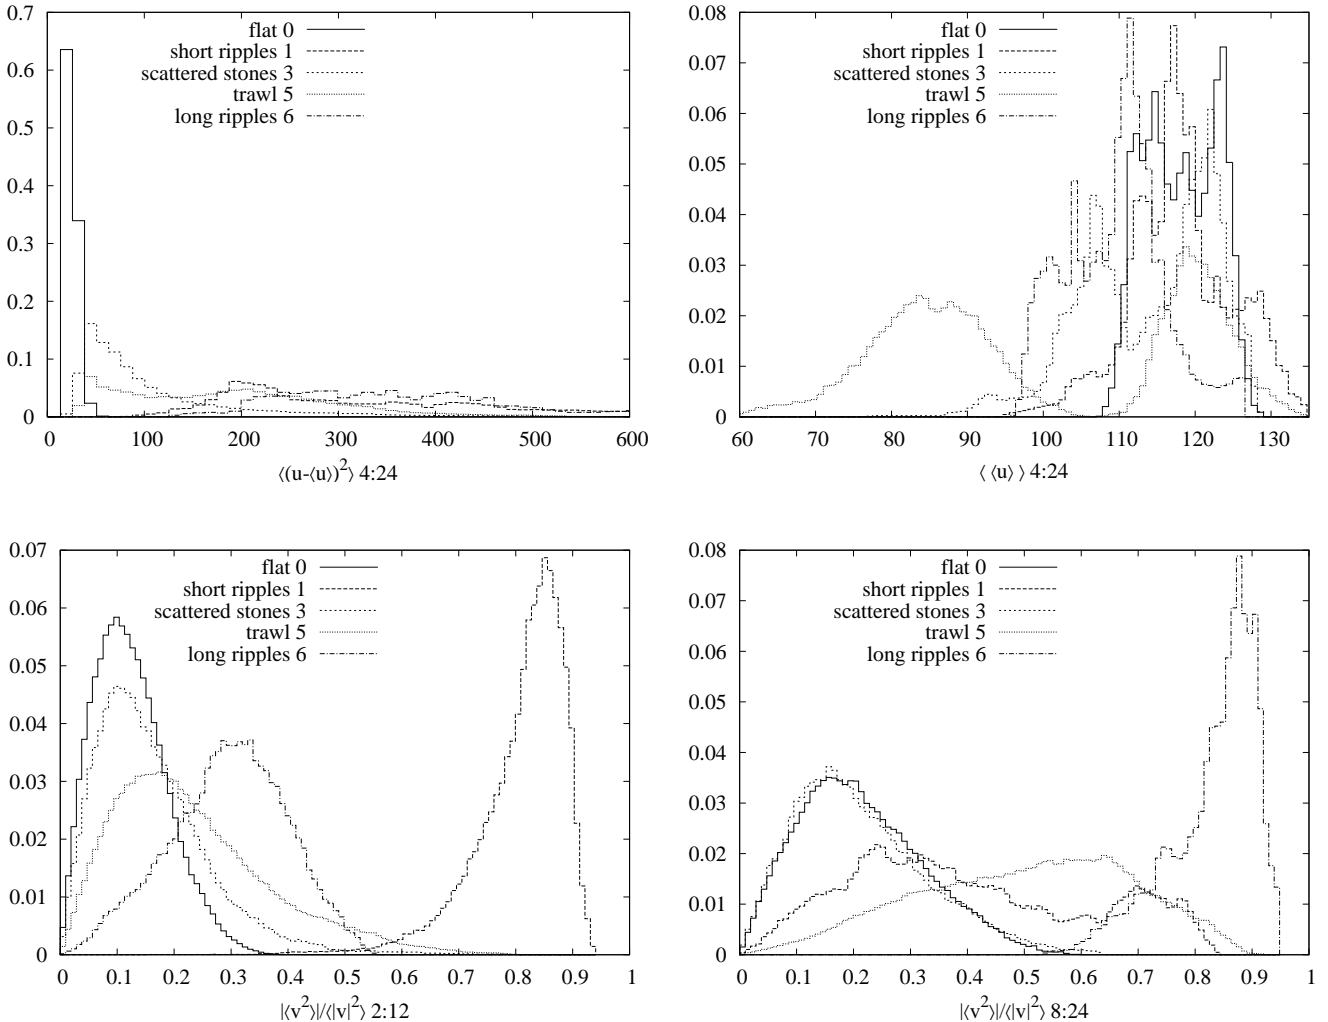 0.7
0.6
0.5
0.4
0.3
0.2
0.1
0
flat 0
short ripples 1
scattered stones 3
trawl 5
long ripples 6
0 100 200 300 400 500 600
⟨(u-⟨u⟩)² ⟩ 4:24
0.08
0.07
0.06
0.05
0.04
0.03
0.02
0.01
0
flat 0
short ripples 1
scattered stones 3
trawl 5
long ripples 6
60 70 80 90 100 110 120 130
⟨ ⟨u⟩ ⟩ 4:24
0.07
0.06
0.05
0.04
0.03
0.02
0.01
0
flat 0
short ripples 1
scattered stones 3
trawl 5
long ripples 6
0 0.1 0.2 0.3 0.4 0.5 0.6 0.7 0.8 0.9 1
|⟨v²⟩|/⟨|v|²⟩ 2:12
0.08
0.07
0.06
0.05
0.04
0.03
0.02
0.01
0
flat 0
short ripples 1
scattered stones 3
trawl 5
long ripples 6
0 0.1 0.2 0.3 0.4 0.5 0.6 0.7 0.8 0.9 1
|⟨v²⟩|/⟨|v|²⟩ 8:24